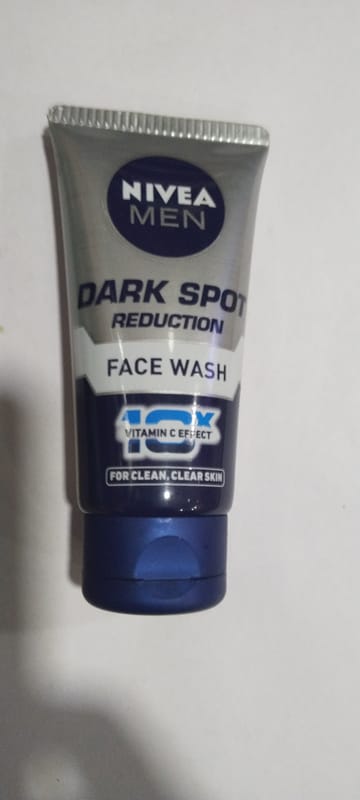 NIVEA
MEN
DARK SPOT
REDUCTION
FACE WASH
10X
VITAMIN C EFFECT
FOR CLEAN, CLEAR SKIN